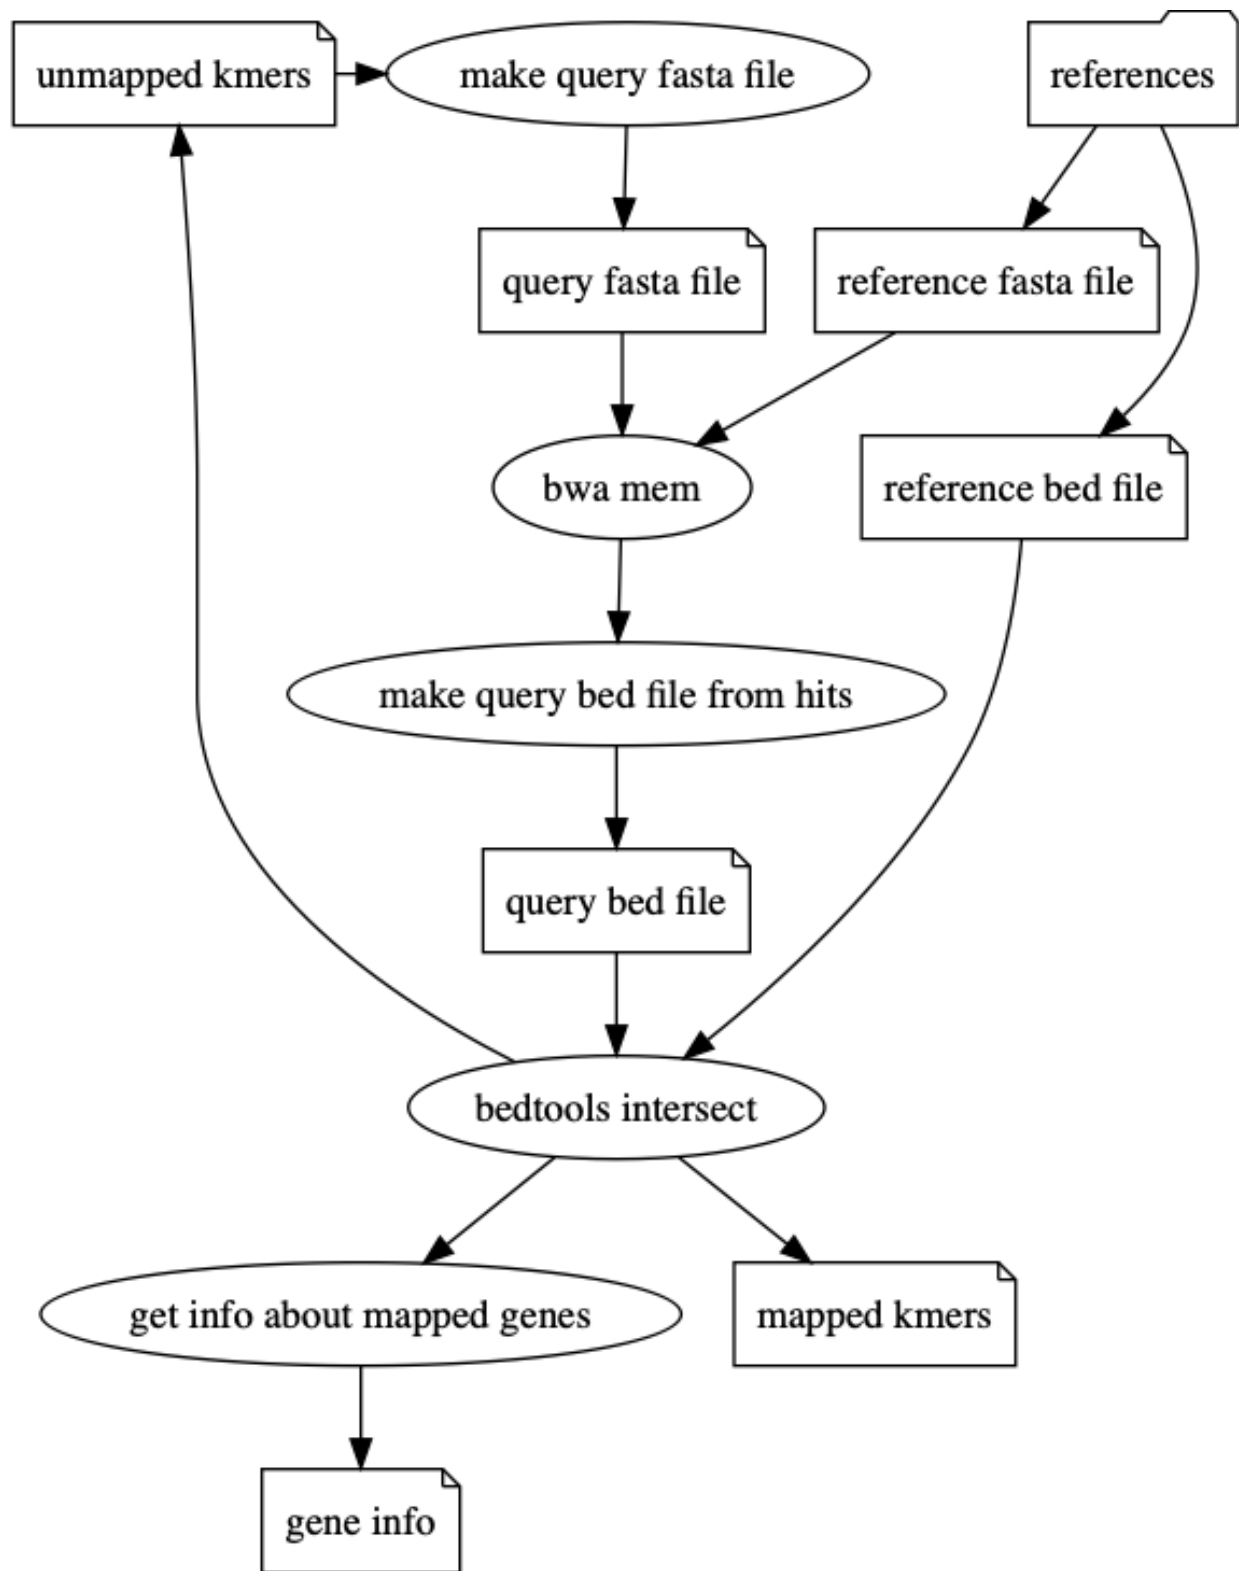 unmapped kmers
make query fasta file
references
query fasta file
reference fasta file
bwa mem
reference bed file
make query bed file from hits
query bed file
bedtools intersect
get info about mapped genes
mapped kmers
gene info